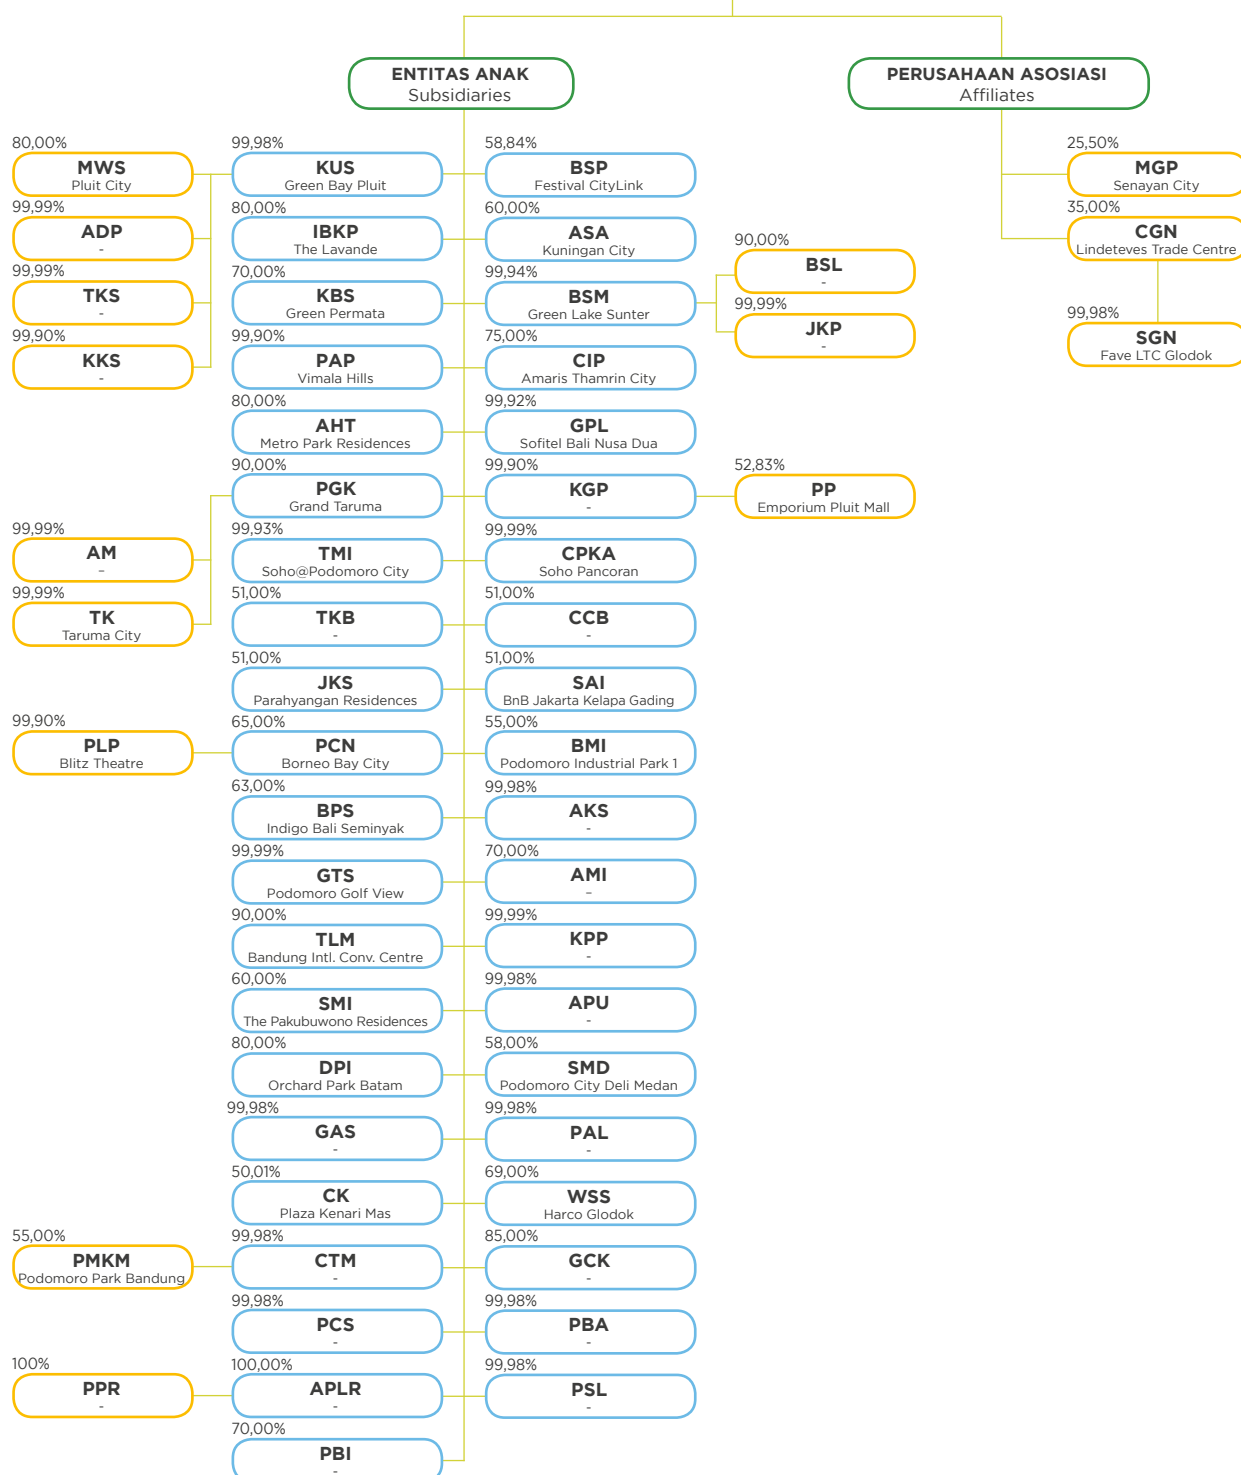 ENTITAS ANAK
Subsidiaries
PERUSAHAAN ASOSIASI
Affiliates
80,00%
MWS
Pluit City
99,99%
ADP
-
99,99%
TKS
-
99,90%
KKS
-
99,99%
AM
–
99,99%
TK
Taruma City
99,90%
PLP
Blitz Theatre
55,00%
PMKM
Podomoro Park Bandung
100%
PPR
-
99,98%
KUS
Green Bay Pluit
80,00%
IBKP
The Lavande
70,00%
KBS
Green Permata
99,90%
PAP
Vimala Hills
80,00%
AHT
Metro Park Residences
90,00%
PGK
Grand Taruma
99,93%
TMI
Soho@Podomoro City
51,00%
TKB
-
51,00%
JKS
Parahyangan Residences
65,00%
PCN
Borneo Bay City
63,00%
BPS
Indigo Bali Seminyak
99,99%
GTS
Podomoro Golf View
90,00%
TLM
Bandung Intl. Conv. Centre
60,00%
SMI
The Pakubuwono Residences
80,00%
DPI
Orchard Park Batam
99,98%
GAS
-
50,01%
CK
Plaza Kenari Mas
99,98%
CTM
-
99,98%
PCS
-
100,00%
APLR
-
70,00%
PBI
-
58,84%
BSP
Festival CityLink
60,00%
ASA
Kuningan City
99,94%
BSM
Green Lake Sunter
75,00%
CIP
Amaris Thamrin City
99,92%
GPL
Sofitel Bali Nusa Dua
99,90%
KGP
-
99,99%
CPKA
Soho Pancoran
51,00%
CCB
-
51,00%
SAI
BnB Jakarta Kelapa Gading
55,00%
BMI
Podomoro Industrial Park 1
99,98%
AKS
-
70,00%
AMI
–
99,99%
KPP
-
99,98%
APU
-
58,00%
SMD
Podomoro City Deli Medan
99,98%
PAL
-
69,00%
WSS
Harco Glodok
85,00%
GCK
-
99,98%
PBA
-
99,98%
PSL
-
90,00%
BSL
-
99,99%
JKP
-
52,83%
PP
Emporium Pluit Mall
25,50%
MGP
Senayan City
35,00%
CGN
Lindeteves Trade Centre
99,98%
SGN
Fave LTC Glodok